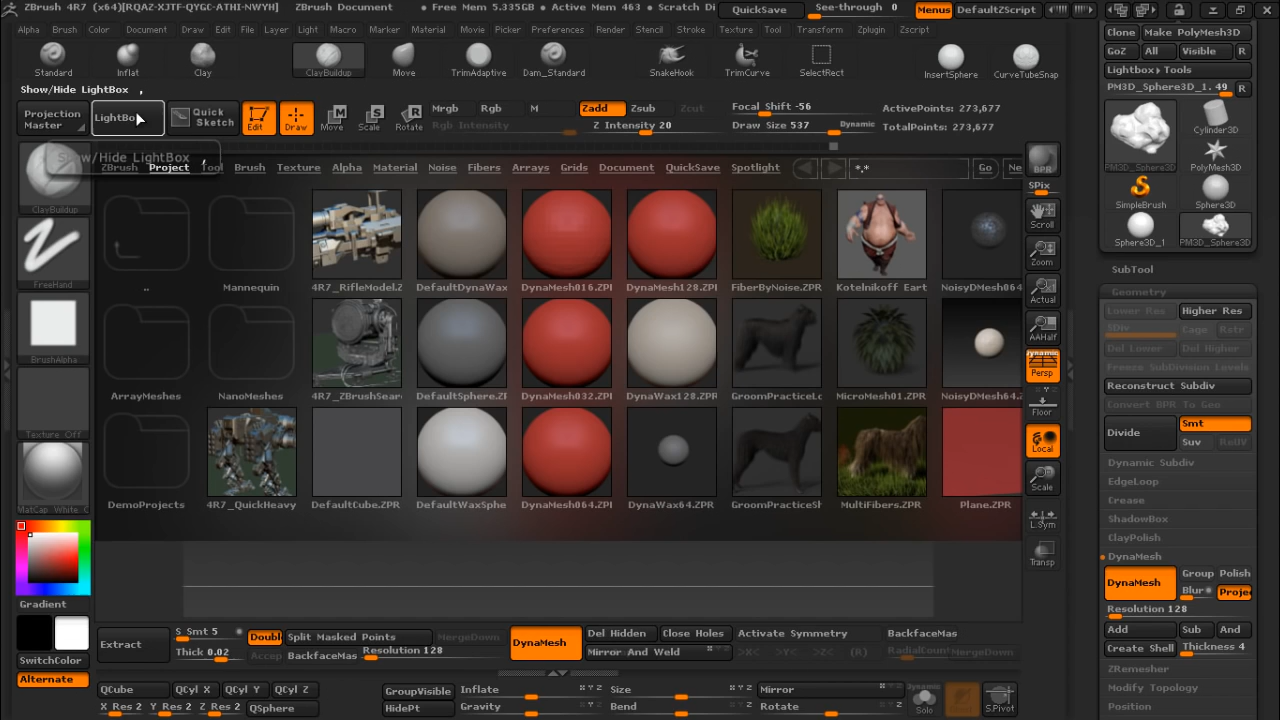 ZBrush 4R7 (x64)[RQAZ-XJTF-QYGC-ATHI-NWYH] ZBrush Document • Free Mem 5.335GB • Active Mem 463 • Scratch Di QuickSave See-through 0 Menus DefaultZScript
Alpha Brush Color Document Draw Edit File Layer Light Macro Marker Material Movie Picker Preferences Render Stencil Stroke Texture Tool Transform Zplugin Zscript
Standard Inflat Clay ClayBuildup Move TrimAdaptive Dam_Standard SnakeHook TrimCurve SelectRect InsertSphere CurveTubeSnap
Show/Hide LightBox ,
Projection Master LightBo Quick Sketch Edit Draw Move Scale Rotate
Mrgb Rgb M Zadd Zsub Zcut Focal Shift -56 ActivePoints: 273,677
Rgb Intensity Z Intensity 20 Draw Size 537 Dynamic TotalPoints: 273,677
Show/Hide LightBox ,
ZBrush Project Tool Brush Texture Alpha Material Noise Fibers Arrays Grids Document QuickSave Spotlight *.* Go Ne
.. Mannequin 4R7_RifleModel.Z DefaultDynaWax DynaMesh016.ZPI DynaMesh128.ZPI FiberByNoise.ZPR Kotelnikoff Eart NoisyDMesh064
ArrayMeshes NanoMeshes 4R7_ZBrushSear DefaultSphere.Z DynaMesh032.ZPI DynaWax128.ZPR GroomPracticeLo MicroMesh01.ZPR NoisyDMesh64.
DemoProjects 4R7_QuickHeavy DefaultCube.ZPR DefaultWaxSphe DynaMesh064.ZPI DynaWax64.ZPR GroomPracticeSh MultiFibers.ZPR Plane.ZPR
ClayBuildup
FreeHand
BrushAlpha
Texture Off
MatCap White C
Gradient
SwitchColor
Alternate
BPR
SPix
Scroll
Zoom
Actual
AAHalf
Dynamic
Persp
Floor
Local
Scale
L.Sym
Transp
Extract S Smt 5 Doubl Split Masked Points MergeDown DynaMesh Del Hidden Close Holes Activate Symmetry BackfaceMas
Thick 0.02 Accep BackfaceMas Resolution 128 Mirror And Weld >X< >Y< >Z< (R) RadialCount MergeDown
QCube QCyl X QCyl Y QCyl Z GroupVisible Inflate Size Mirror Dynamic
X Res 2 Y Res 2 Z Res 2 QSphere HidePt Gravity Bend Rotate Solo S.Pivot
Clone Make PolyMesh3D
GoZ All Visible R
Lightbox▸Tools
PM3D_Sphere3D_1. 49 R
PM3D_Sphere3D Cylinder3D
PolyMesh3D
SimpleBrush Sphere3D
Sphere3D_1 PM3D_Sphere3D
SubTool
Geometry
Lower Res Higher Res
SDiv Cage Rstr
Del Lower Del Higher
Freeze SubDivision Levels
Reconstruct Subdiv
Convert BPR To Geo
Divide Smt
Suv ReUV
Dynamic Subdiv
EdgeLoop
Crease
ShadowBox
ClayPolish
DynaMesh
DynaMesh Group Polish
Blur Projec
Resolution 128
Add Sub And
Create Shell Thickness 4
ZRemesher
Modify Topology
Position